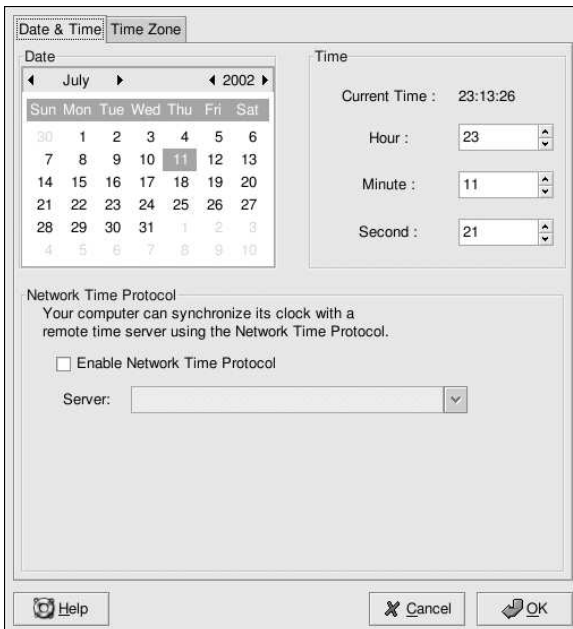 Date & Time Time Zone
Date
July 2002
Sun Mon Tue Wed Thu Fri Sat
30 1 2 3 4 5 6
7 8 9 10 11 12 13
14 15 16 17 18 19 20
21 22 23 24 25 26 27
28 29 30 31 1 2 3
4 5 6 7 8 9 10
Time
Current Time : 23:13:26
Hour : 23
Minute : 11
Second : 21
Network Time Protocol
Your computer can synchronize its clock with a
remote time server using the Network Time Protocol.
Enable Network Time Protocol
Server:
Help Cancel OK